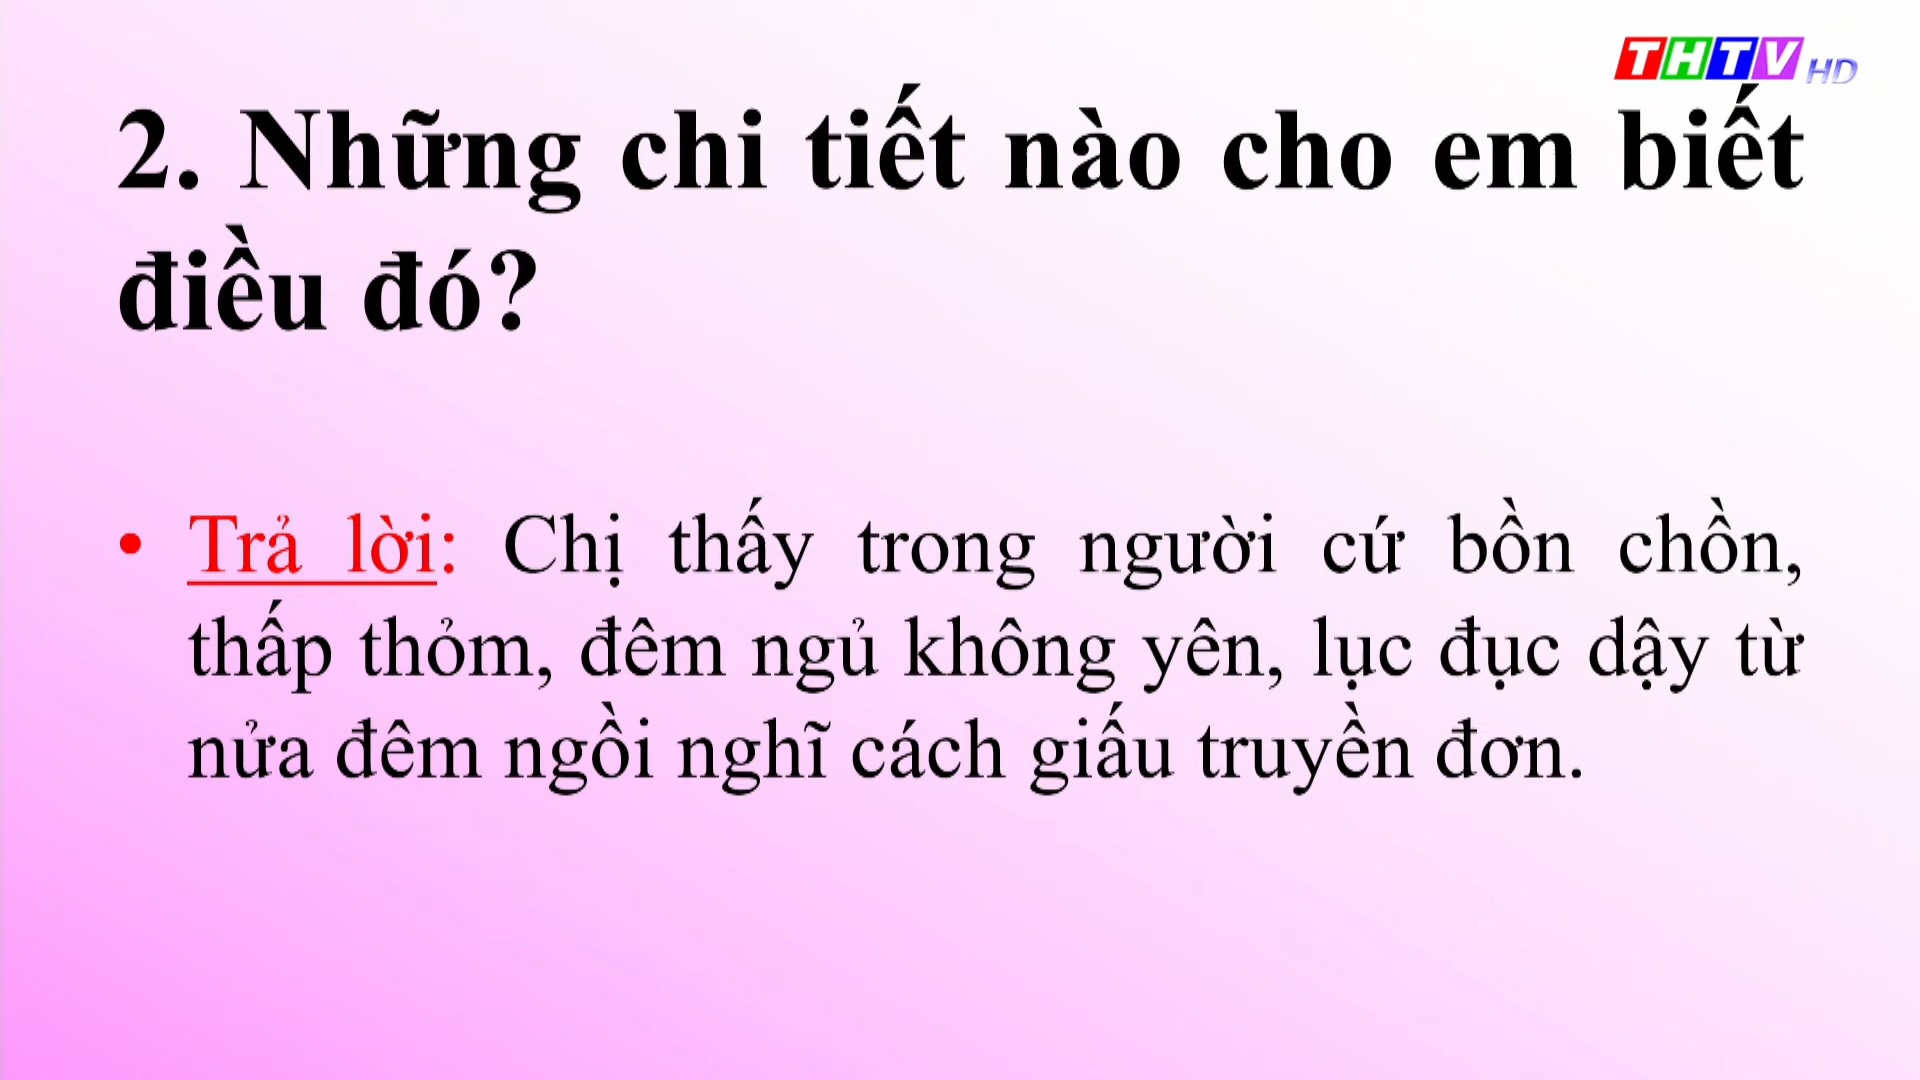 THTV HD
2. Những chi tiết nào cho em biết
điều đó?
• Trả lời: Chị thấy trong người cứ bồn chồn,
thấp thỏm, đêm ngủ không yên, lục đục dậy từ
nửa đêm ngồi nghĩ cách giấu truyền đơn.